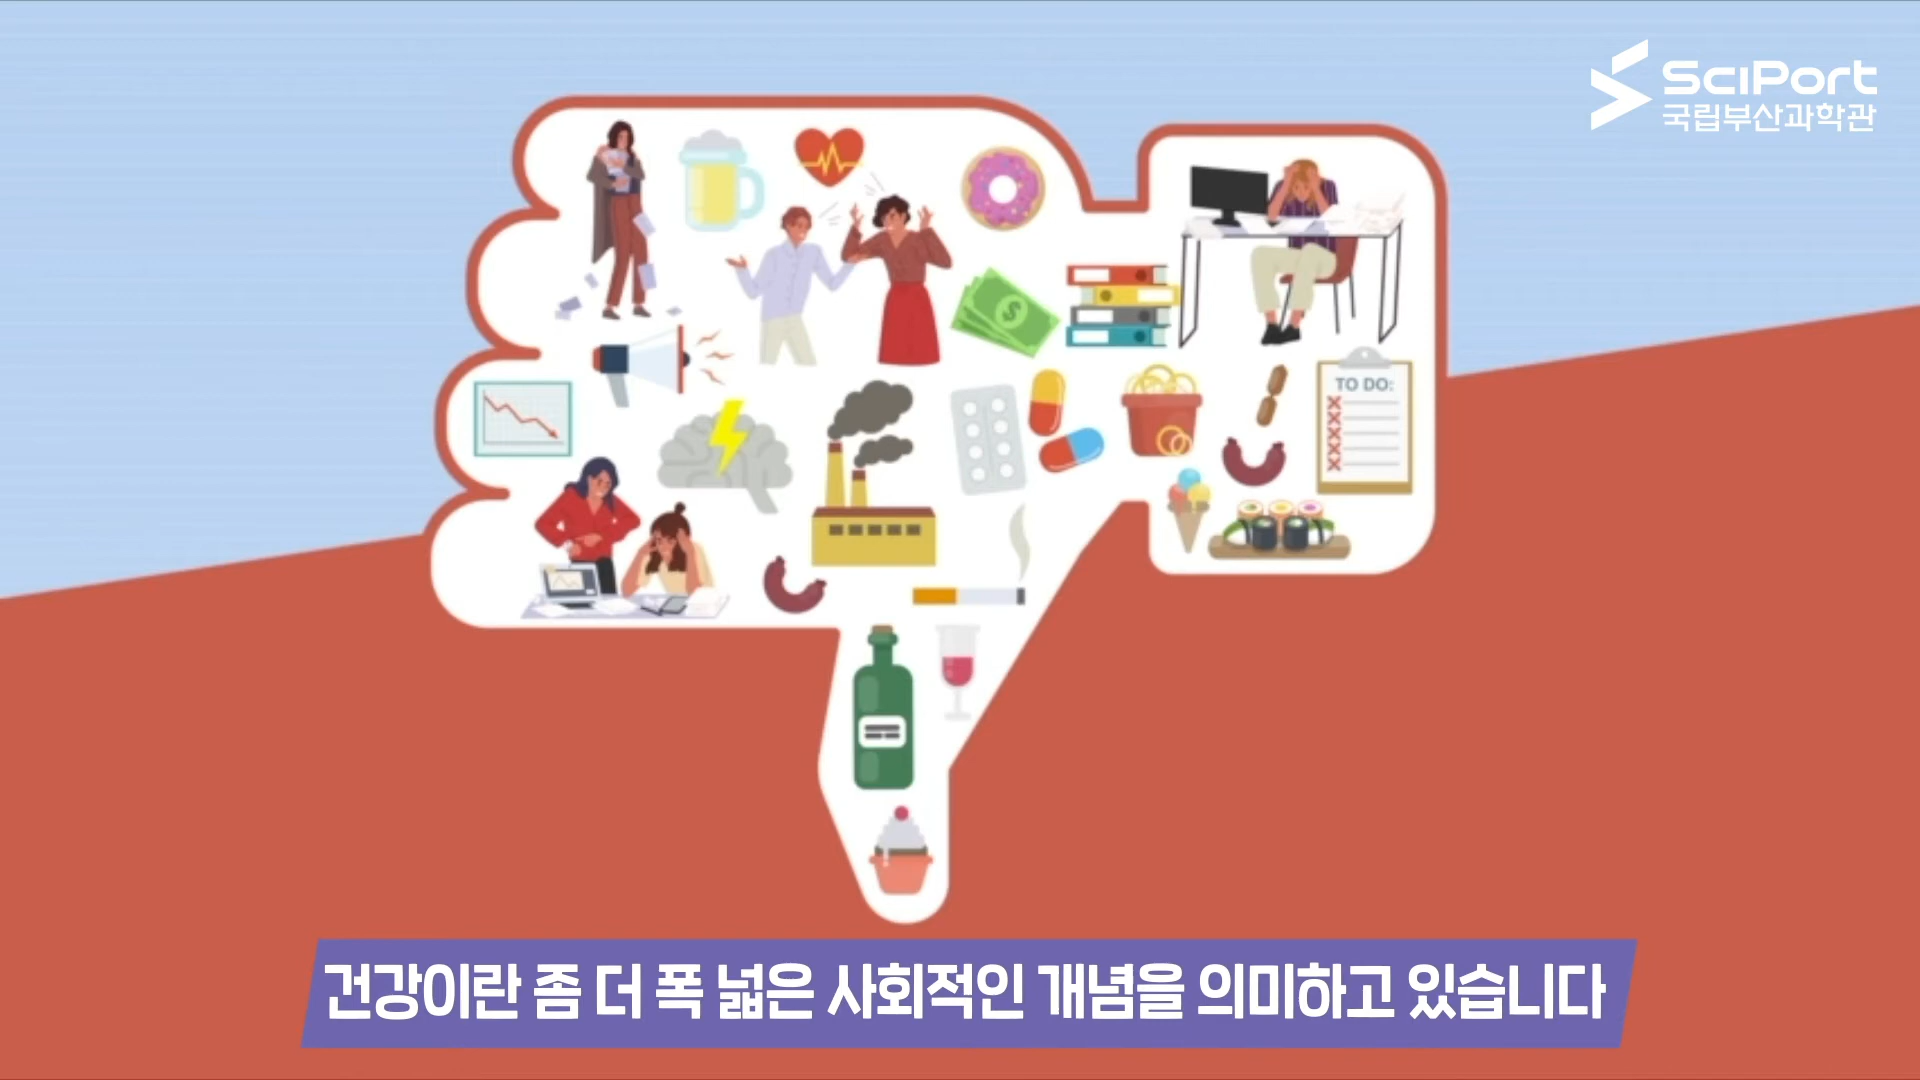 SciPort
국립부산과학관
$
TO DO:
건강이란 좀 더 폭 넓은 사회적인 개념을 의미하고 있습니다